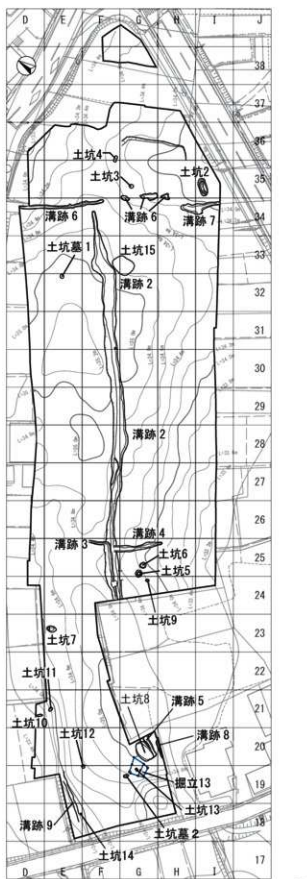 D E F G H I J
38
37
36
土坑4
土坑3
土坑2
35
溝跡 6
溝跡 6
溝跡 7
34
土坑墓 1
土坑15
33
溝跡 2
32
31
30
29
溝跡 2
28
27
26
溝跡 3
溝跡 4
土坑6
25
土坑5
土坑9
24
土坑7
23
22
土坑11
土坑8
溝跡 5
21
土坑10
溝跡 8
土坑12
20
掘立13
19
土坑13
溝跡 9
土坑墓 2
18
土坑14
17
D E F G H I J